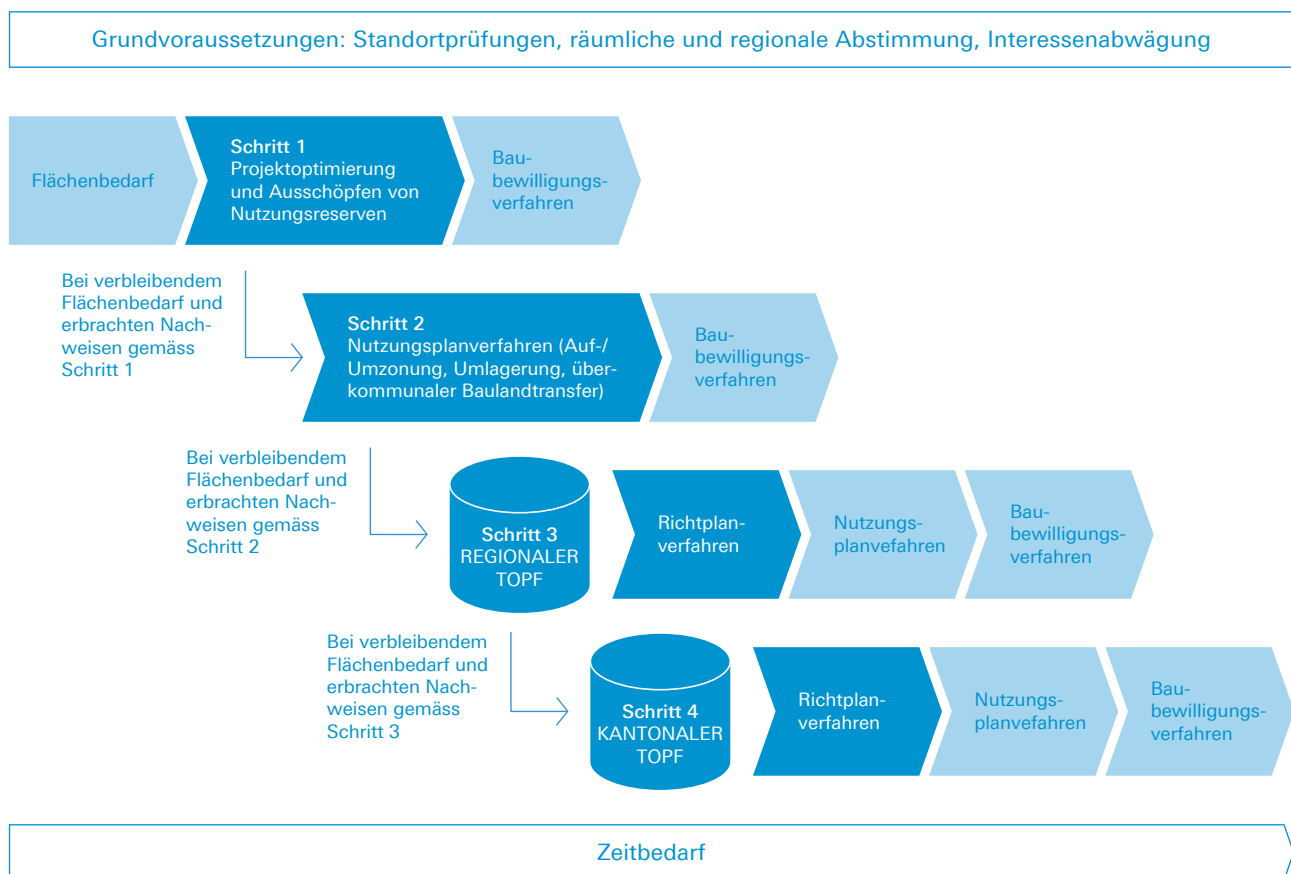 Grundvoraussetzungen: Standortprüfungen, räumliche und regionale Abstimmung, Interessenabwägung
Flächenbedarf
Schritt 1
Projektoptimierung
und Ausschöpfen von
Nutzungsreserven
Bau-
bewilligungs-
verfahren
Bei verbleibendem
Flächenbedarf und
erbrachten Nach-
weisen gemäss
Schritt 1
Schritt 2
Nutzungsplanverfahren (Auf-/
Umzonung, Umlagerung, über-
kommunaler Baulandtransfer)
Bau-
bewilligungs-
verfahren
Bei verbleibendem
Flächenbedarf und
erbrachten Nach-
weisen gemäss
Schritt 2
Schritt 3
REGIONALER
TOPF
Richtplan-
verfahren
Nutzungs-
planvefahren
Bau-
bewilligungs-
verfahren
Bei verbleibendem
Flächenbedarf und
erbrachten Nach-
weisen gemäss
Schritt 3
Schritt 4
KANTONALER
TOPF
Richtplan-
verfahren
Nutzungs-
planvefahren
Bau-
bewilligungs-
verfahren
Zeitbedarf